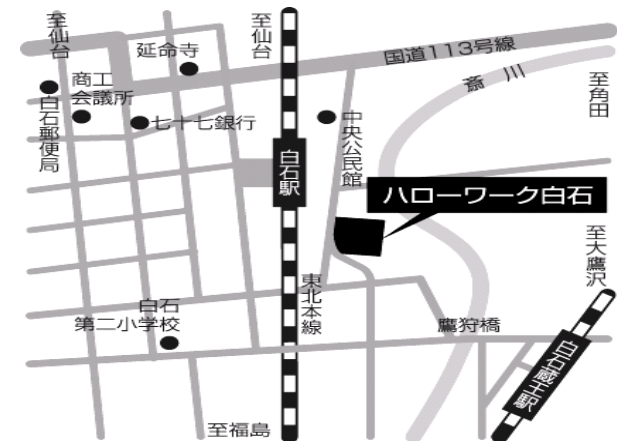 至仙台
延命寺
至仙台
国道113号線
斎川
至角田
商工
会議所
白石郵便局
七十七銀行
中央公民館
白石駅
ハローワーク白石
至大鷹沢
東北本線
白石
第二小学校
鷹狩橋
白石蔵王駅
至福島